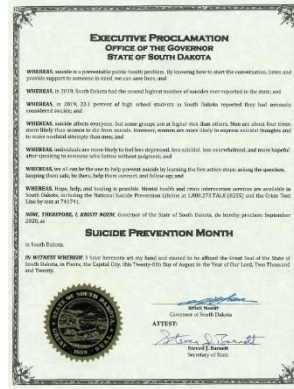 EXECUTIVE PROCLAMATION
OFFICE OF THE GOVERNOR
STATE OF SOUTH DAKOTA
WHEREAS, suicide is a preventable public health problem. By knowing how to start the conversation, listen and
provide support to someone in need, we can save lives; and
WHEREAS, in 2019, South Dakota had the second highest number of suicides ever reported in the state; and
WHEREAS, in 2019, 23.1 percent of high school students in South Dakota reported they had seriously
considered suicide; and
WHEREAS, suicide affects everyone, but some groups are at higher risk than others. Men are about four times
more likely than women to die from suicide. However, women are more likely to express suicidal thoughts and
to make nonfatal attempts than men; and
WHEREAS, individuals are more likely to feel less depressed, less suicidal, less overwhelmed, and more hopeful
after speaking to someone who listens without judgment; and
WHEREAS, we all can be the one to help prevent suicide by learning the five action steps: asking the question,
keeping them safe, be there, help them connect, and follow up; and
WHEREAS, Hope, help, and healing is possible. Mental health and crisis intervention services are available in
South Dakota, including the National Suicide Prevention Lifeline at 1.800.273.TALK (8255) and the Crisis Text
Line by text at 741741.
NOW, THEREFORE, I, KRISTI NOEM, Governor of the State of South Dakota, do hereby proclaim September
2020, as
SUICIDE PREVENTION MONTH
in South Dakota.
IN WITNESS WHEREOF, I have hereunto set my hand and caused to be affixed the Great Seal of the State of
South Dakota, in Pierre, the Capital City, this Twenty-fifth Day of August in the Year of Our Lord, Two Thousand
and Twenty.
Kristi Noem
Governor of South Dakota
ATTEST:
Steven J. Barnett
Steven J. Barnett
Secretary of State